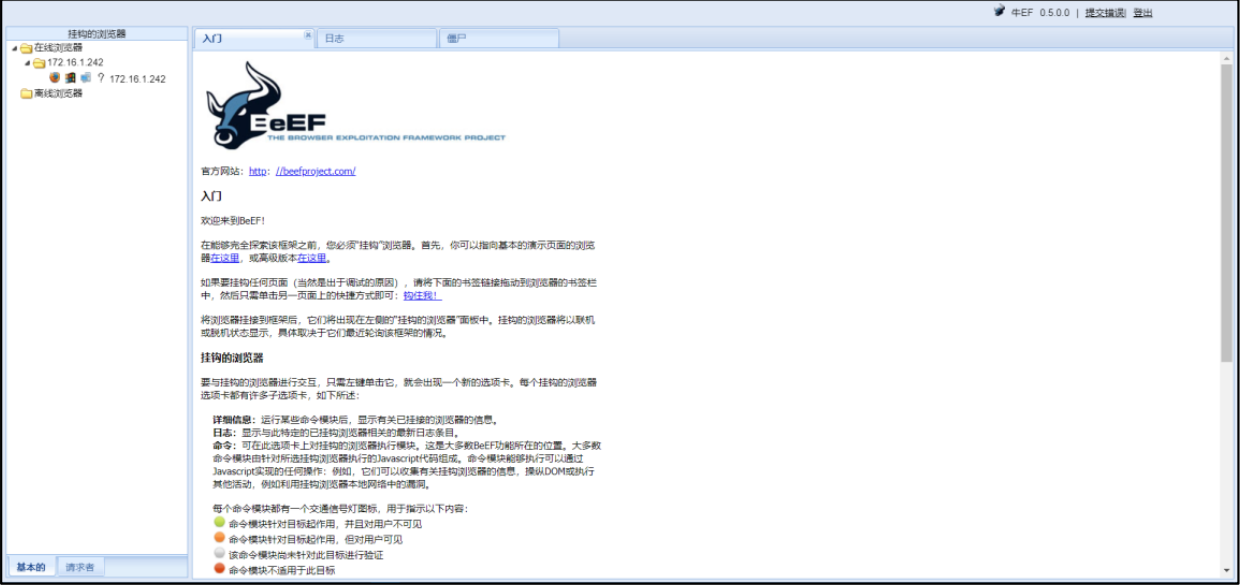 牛EF 0.5.0.0 | 提交错误 登出
挂钩的浏览器
在线浏览器
172.16.1.242
? 172.16.1.242
离线浏览器
入门
日志
僵尸
BeEF
THE BROWSER EXPLOITATION FRAMEWORK PROJECT
官方网站：http：//beefproject.com/
入门
欢迎来到BeEF！
在能够完全探索该框架之前，您必须“挂钩”浏览器。首先，你可以指向基本的演示页面的浏览
器在这里，或高级版本在这里。
如果要挂钩任何页面（当然是出于调试的原因），请将下面的书签链接拖动到浏览器的书签栏
中，然后只需单击另一页面上的快捷方式即可：钩住我！
将浏览器挂接到框架后，它们将出现在左侧的“挂钩的浏览器”面板中。挂钩的浏览器将以联机
或脱机状态显示，具体取决于它们最近轮询该框架的情况。
挂钩的浏览器
要与挂钩的浏览器进行交互，只需左键单击它，就会出现一个新的选项卡。每个挂钩的浏览器
选项卡都有许多子选项卡，如下所述：
详细信息：运行某些命令模块后，显示有关已挂接的浏览器的信息。
日志：显示与此特定的已挂钩浏览器相关的最新日志条目。
命令：可在此选项卡上对挂钩的浏览器执行模块。这是大多数BeEF功能所在的位置。大多数
命令模块由针对所选挂钩浏览器执行的Javascript代码组成。命令模块能够执行可以通过
Javascript实现的任何操作：例如，它们可以收集有关挂钩浏览器的信息，操纵DOM或执行
其他活动，例如利用挂钩浏览器本地网络中的漏洞。
每个命令模块都有一个交通信号灯图标，用于指示以下内容：
命令模块针对目标起作用，并且对用户不可见
命令模块针对目标起作用，但对用户可见
该命令模块尚未针对此目标进行验证
命令模块不适用于此目标
基本的
请求者